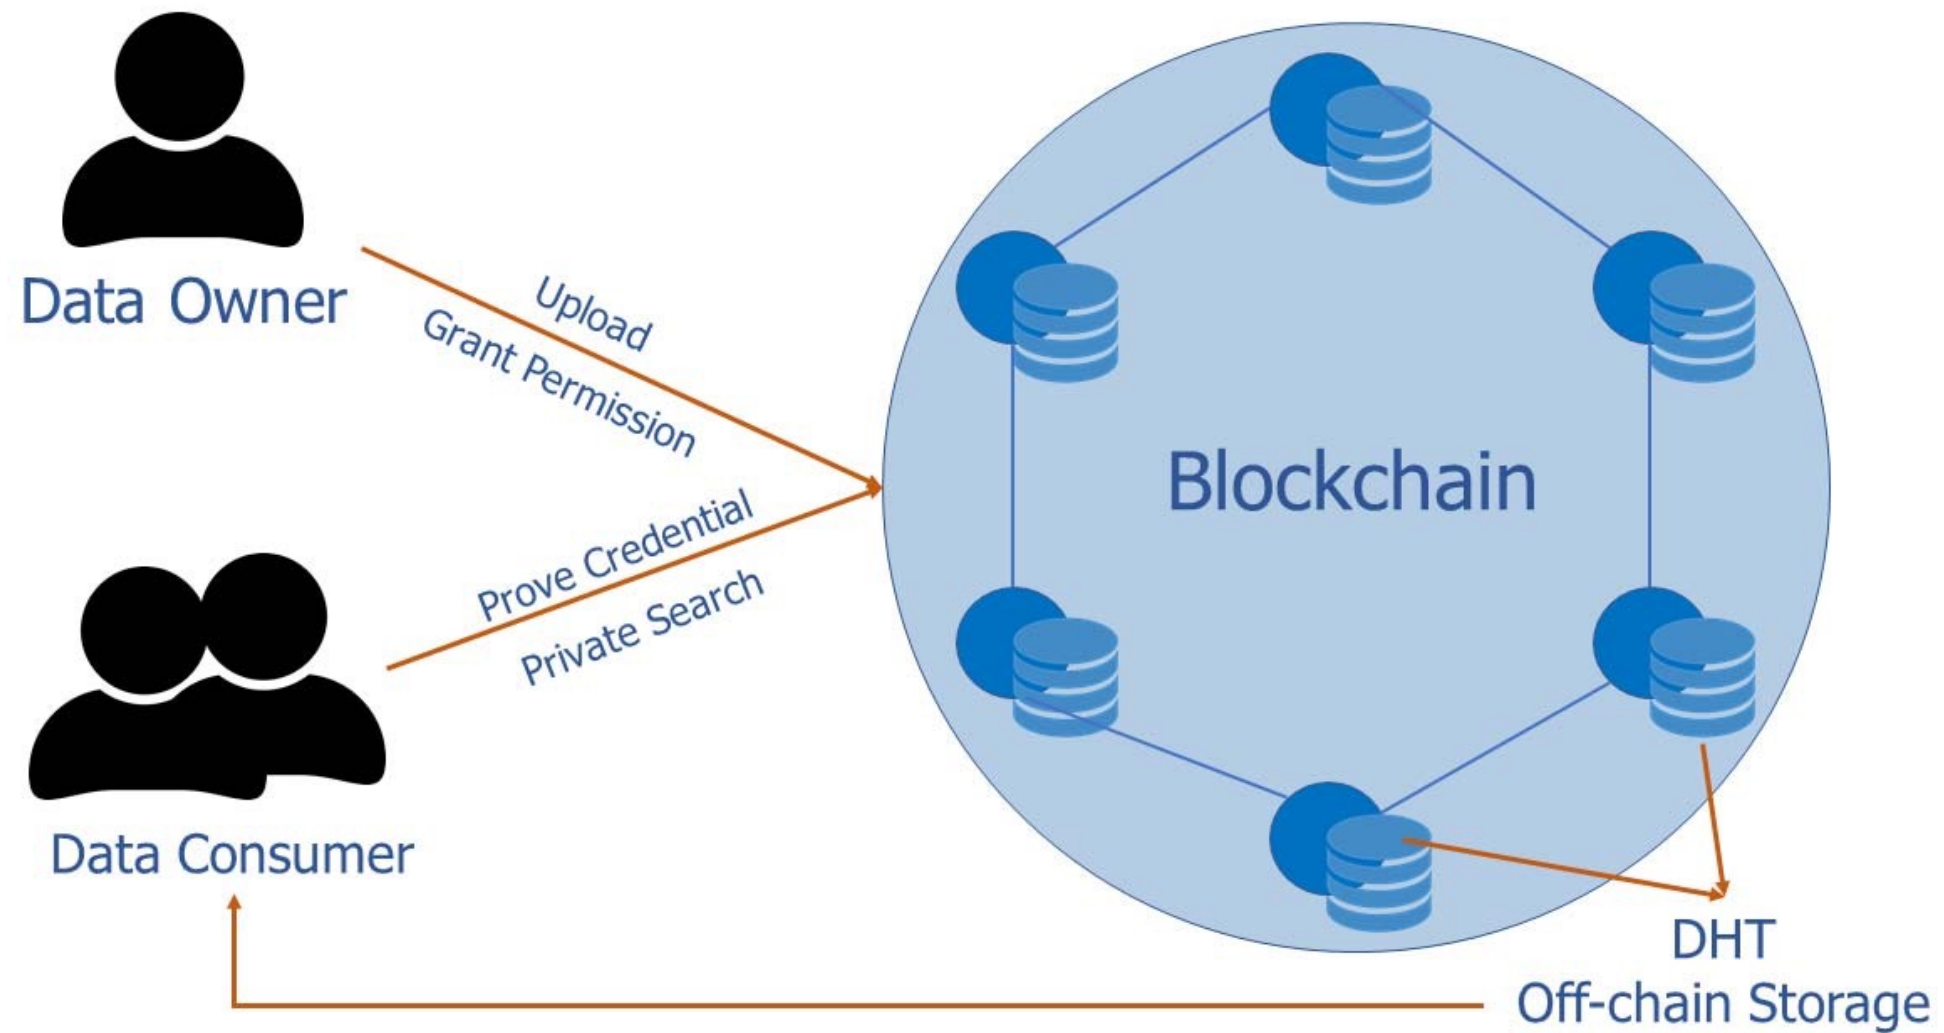 Data Owner
Upload
Grant Permission
Blockchain
Prove Credential
Private Search
Data Consumer
DHT
Off-chain Storage